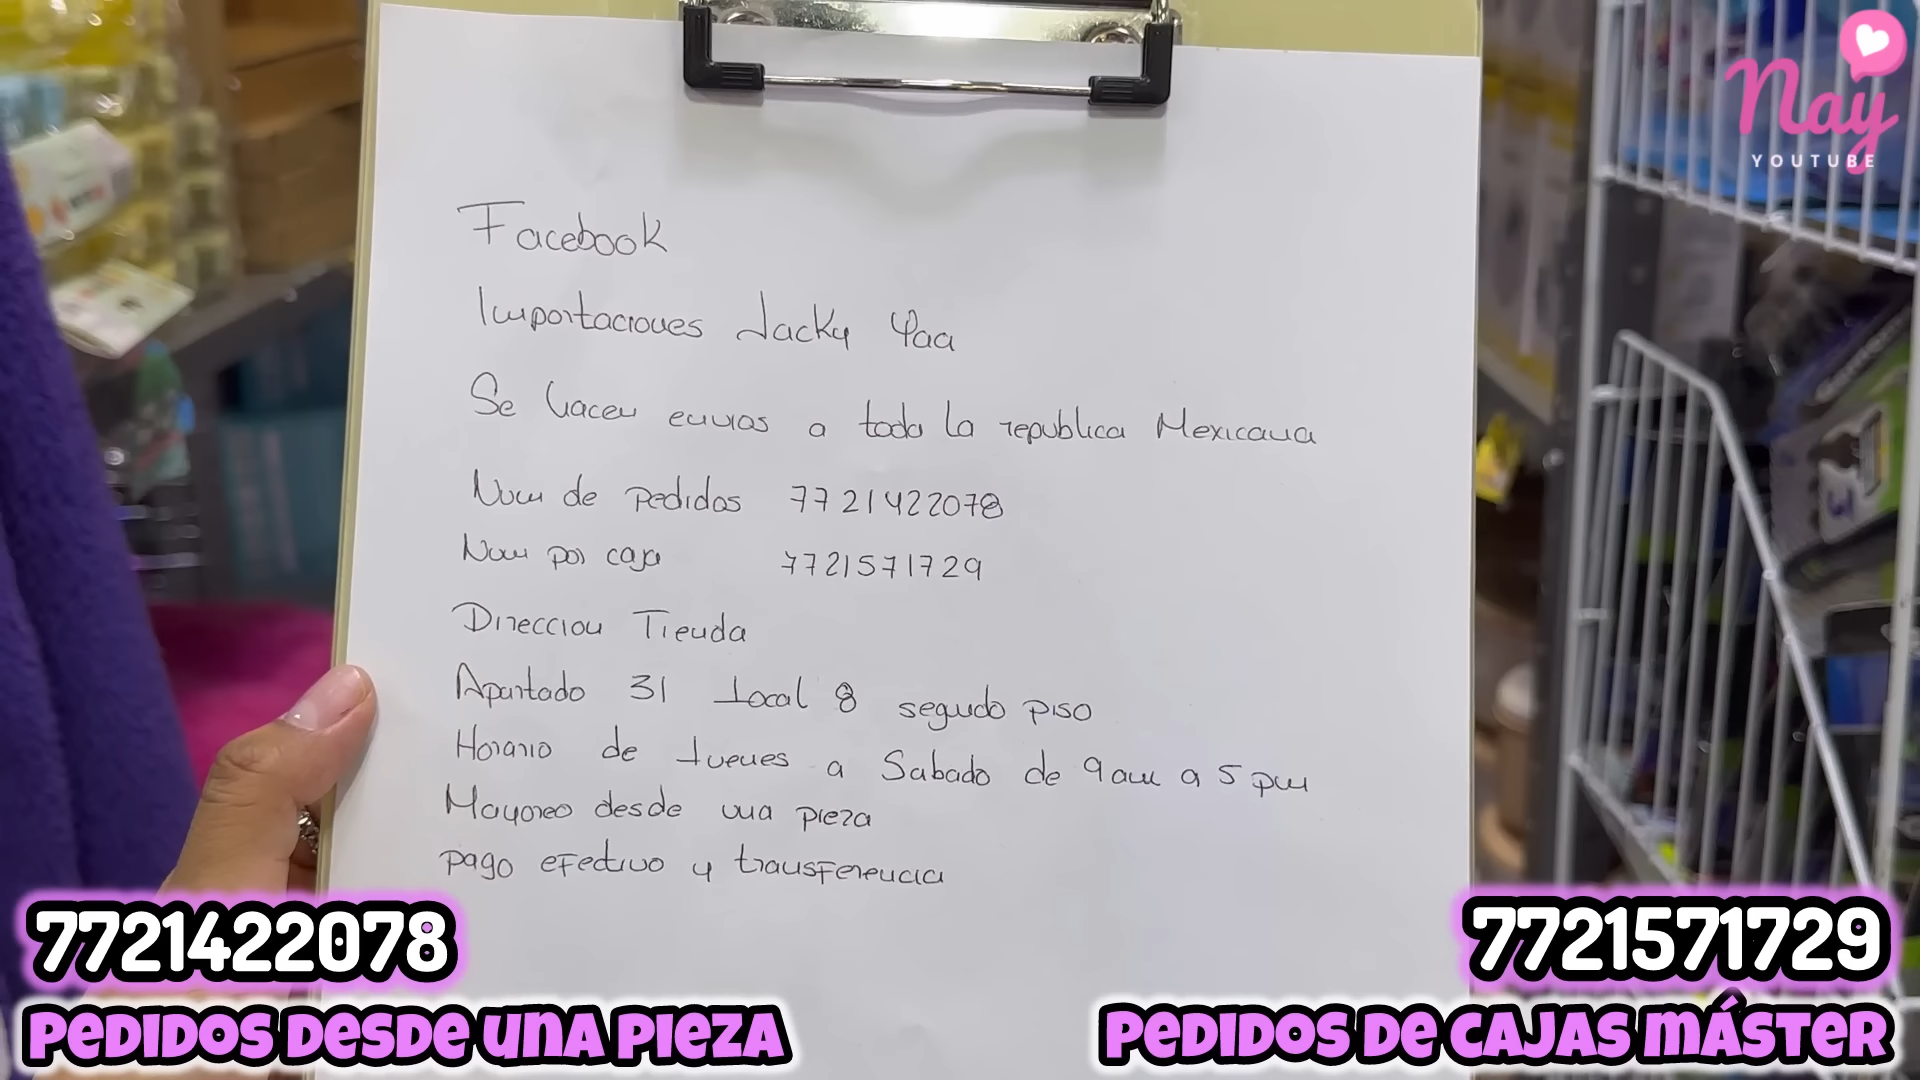 Nay
YOUTUBE
Facebook
Importaciones Jacky Yaa
Se hacen envios a toda la republica Mexicana
Num de pedidos 7721422078
Num por caja 7721571729
Direccion Tienda
Apartado 31 Local 8 segundo piso
Horario de Jueves a Sabado de 9am a 5pm
Mayoreo desde una pieza
pago efectivo y transferencia
7721422078
PEDIDOS DESDE UNA PIEZA
7721571729
PEDIDOS DE CAJAS MÁSTER